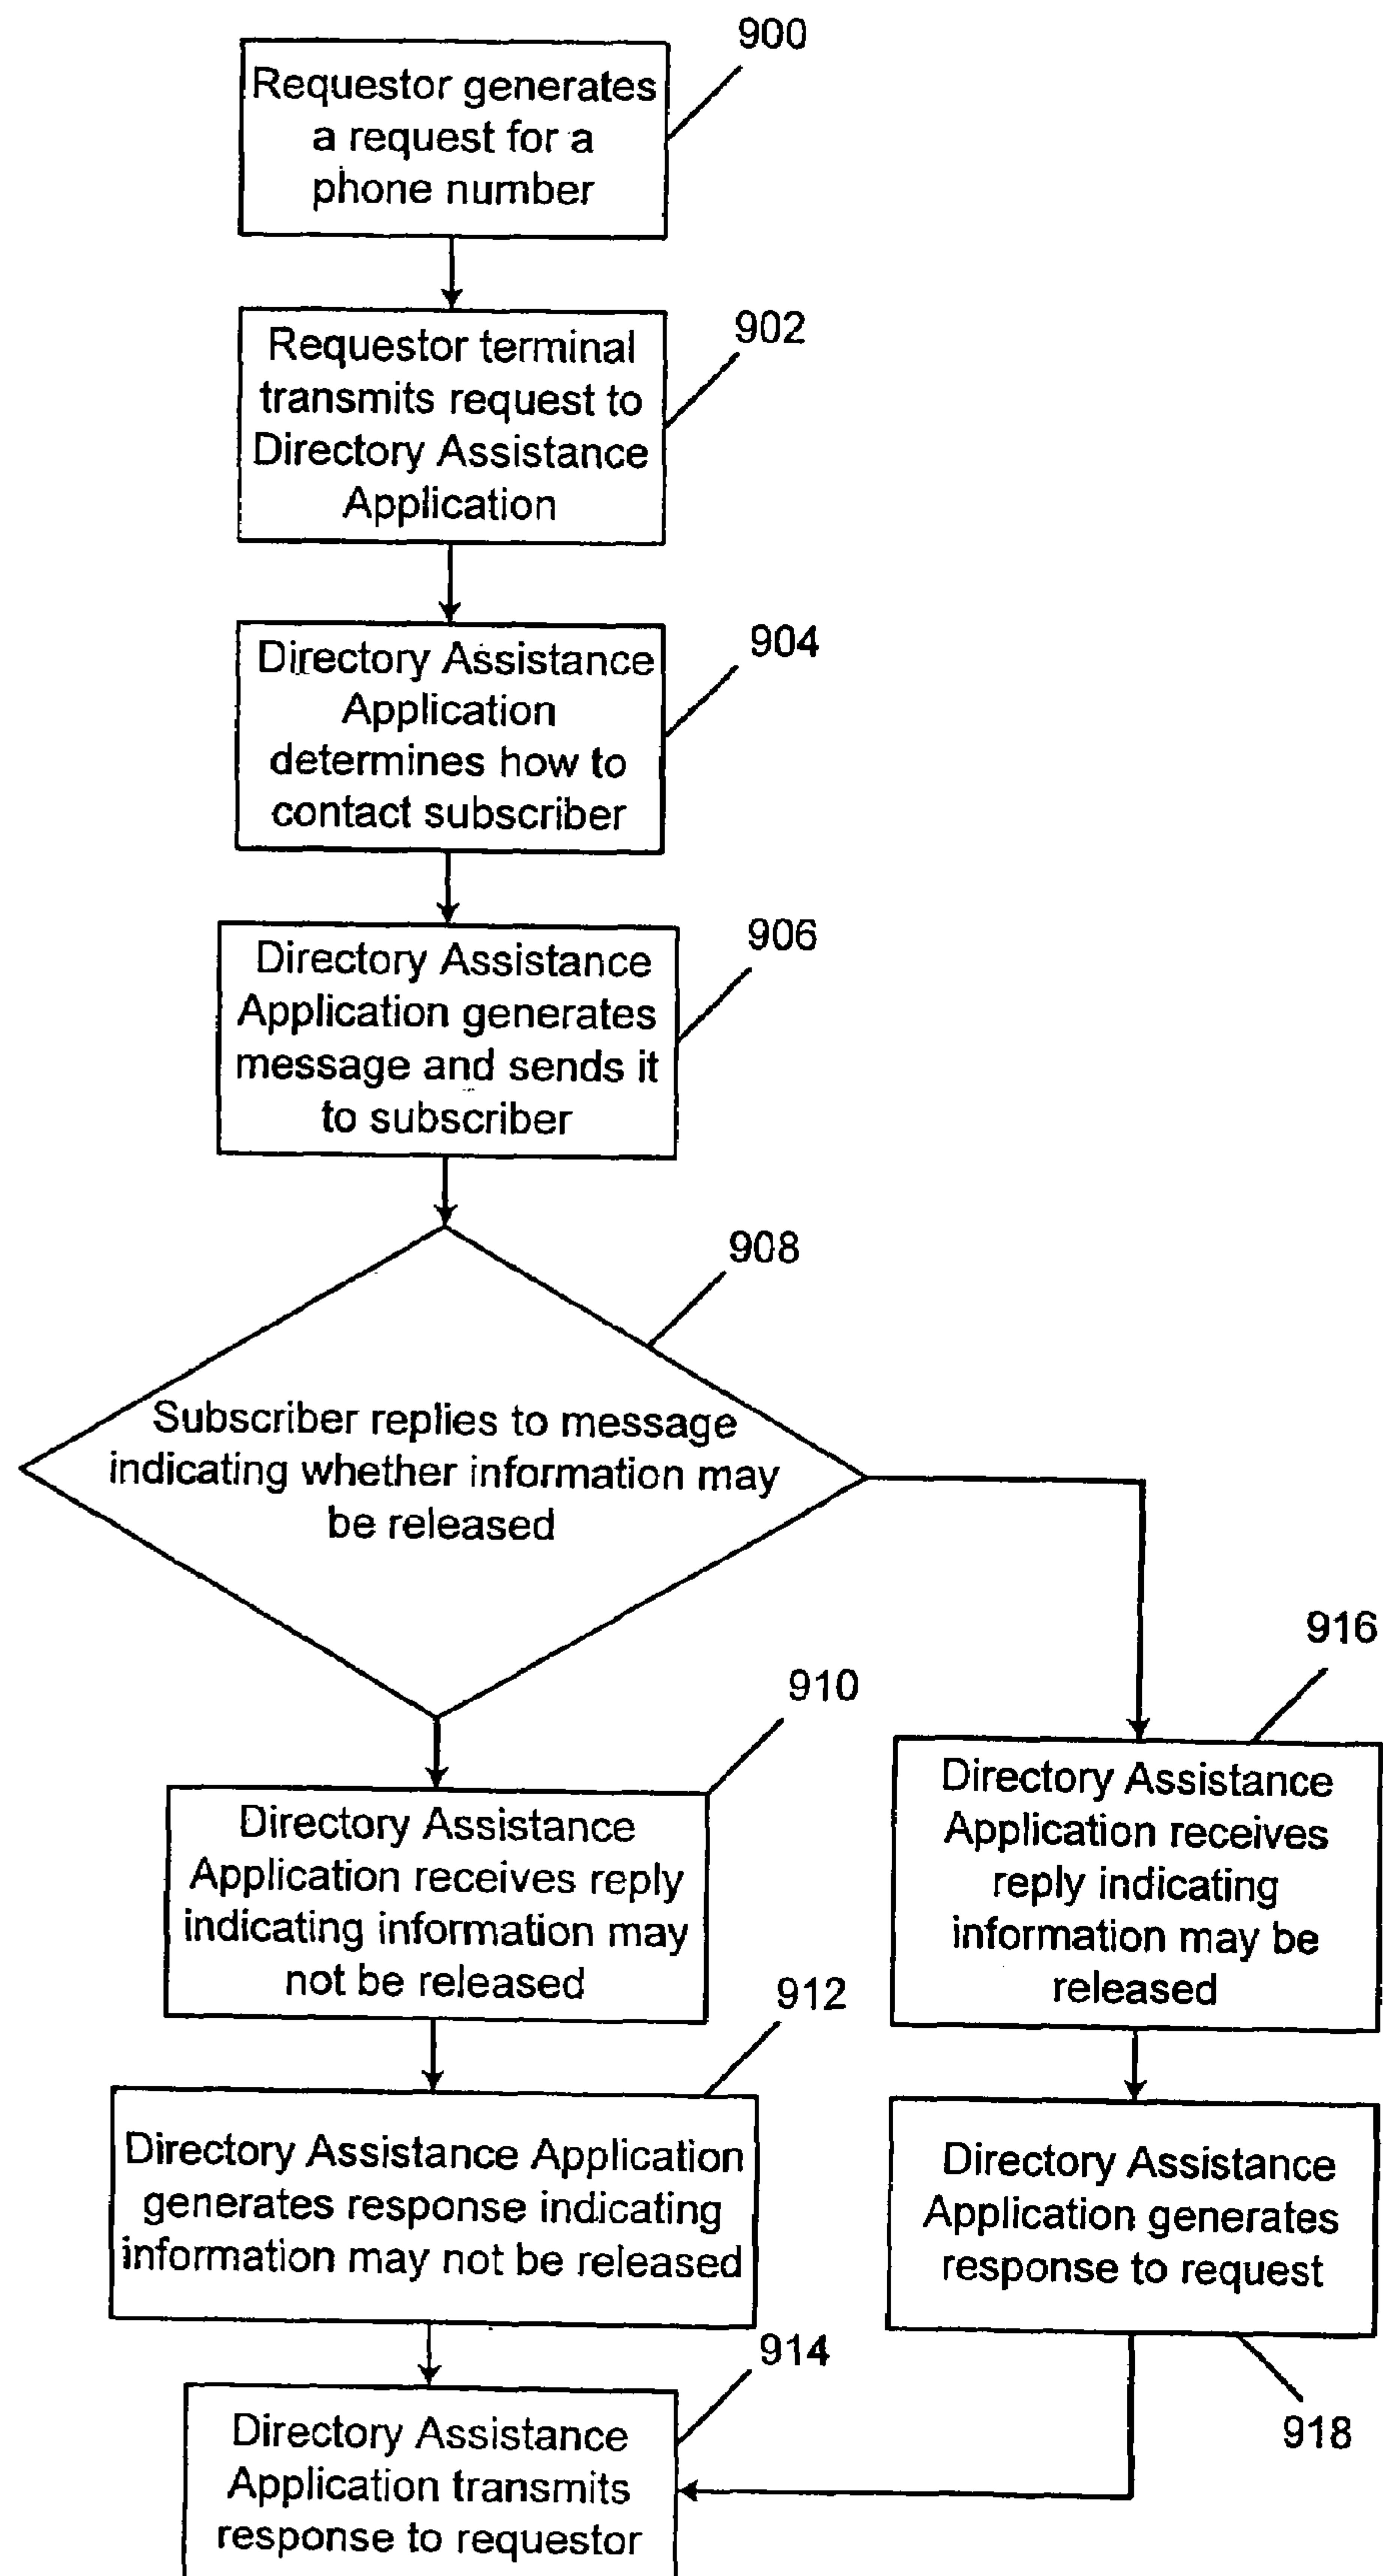 900
Requestor generates
a request for a
phone number
902
Requestor terminal
transmits request to
Directory Assistance
Application
904
Directory Assistance
Application
determines how to
contact subscriber
906
Directory Assistance
Application generates
message and sends it
to subscriber
908
Subscriber replies to message
indicating whether information may
be released
910
Directory Assistance
Application receives reply
indicating information may
not be released
916
Directory Assistance
Application receives
reply indicating
information may be
released
912
Directory Assistance Application
generates response indicating
information may not be released
Directory Assistance
Application generates
response to request
918
914
Directory Assistance
Application transmits
response to requestor